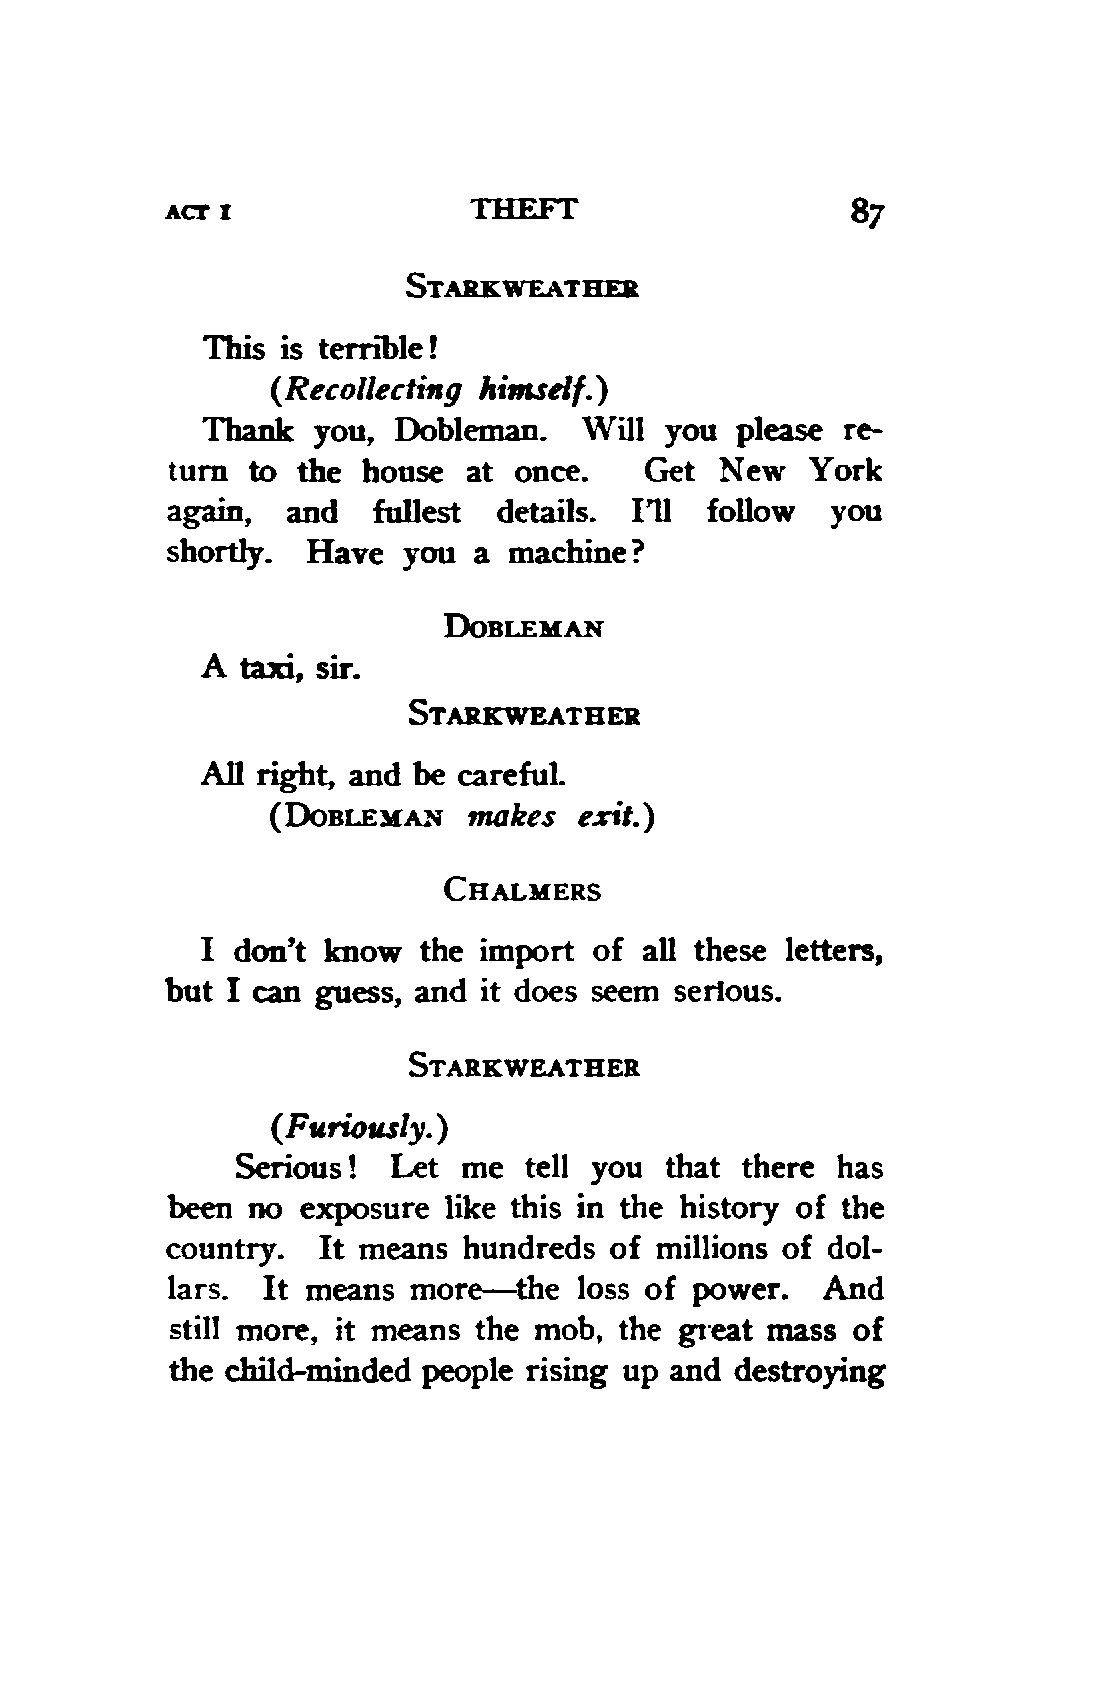 ACT I THEFT 87
STARKWEATHER
This is terrible!
(Recollecting himself.)
Thank you, Dobleman. Will you please re-
turn to the house at once. Get New York
again, and fullest details. I'll follow you
shortly. Have you a machine?
DOBLEMAN
A taxi, sir.
STARKWEATHER
All right, and be careful.
(DOBLEMAN makes exit.)
CHALMERS
I don't know the import of all these letters,
but I can guess, and it does seem serious.
STARKWEATHER
(Furiously.)
Serious! Let me tell you that there has
been no exposure like this in the history of the
country. It means hundreds of millions of dol-
lars. It means more—the loss of power. And
still more, it means the mob, the great mass of
the child-minded people rising up and destroying